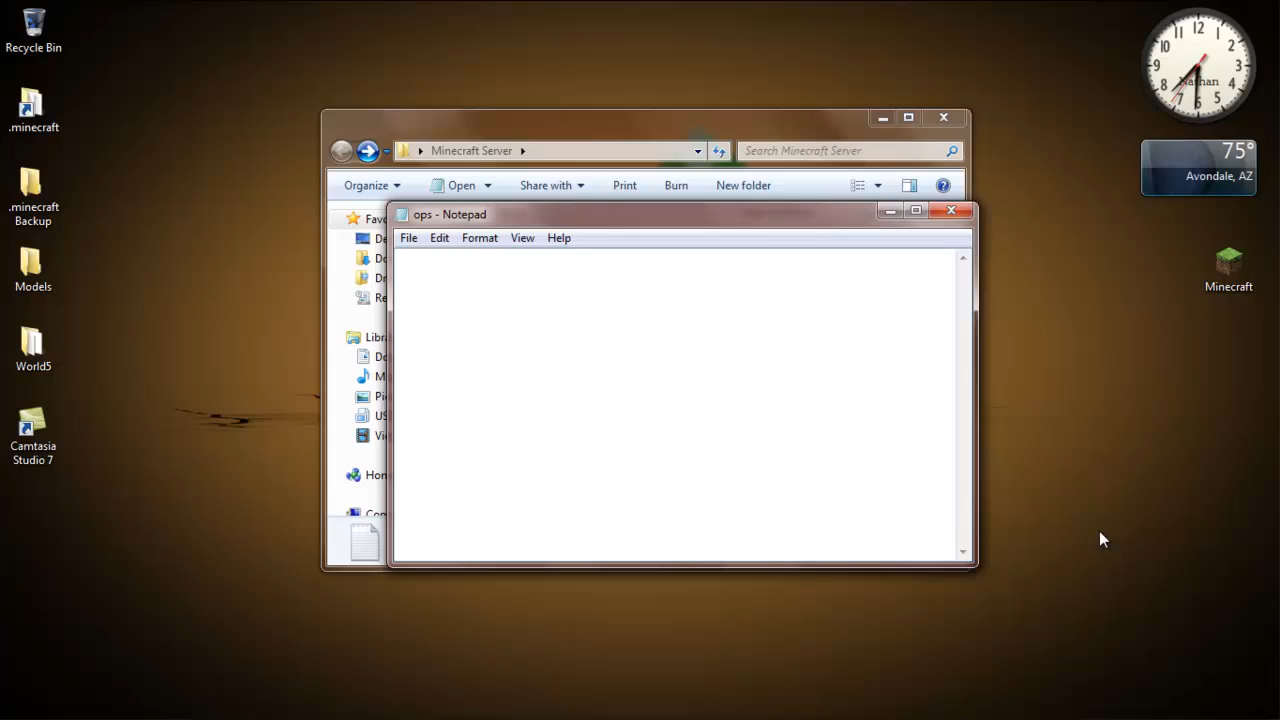 Recycle Bin
.minecraft
.minecraft
Backup
Models
World5
Camtasia
Studio 7
Minecraft Server
Search Minecraft Server
Organize
Open
Share with
Print
Burn
New folder
ops - Notepad
File
Edit
Format
View
Help
12
1
2
3
4
5
6
7
8
9
10
11
Nathan
75°
Avondale, AZ
Minecraft